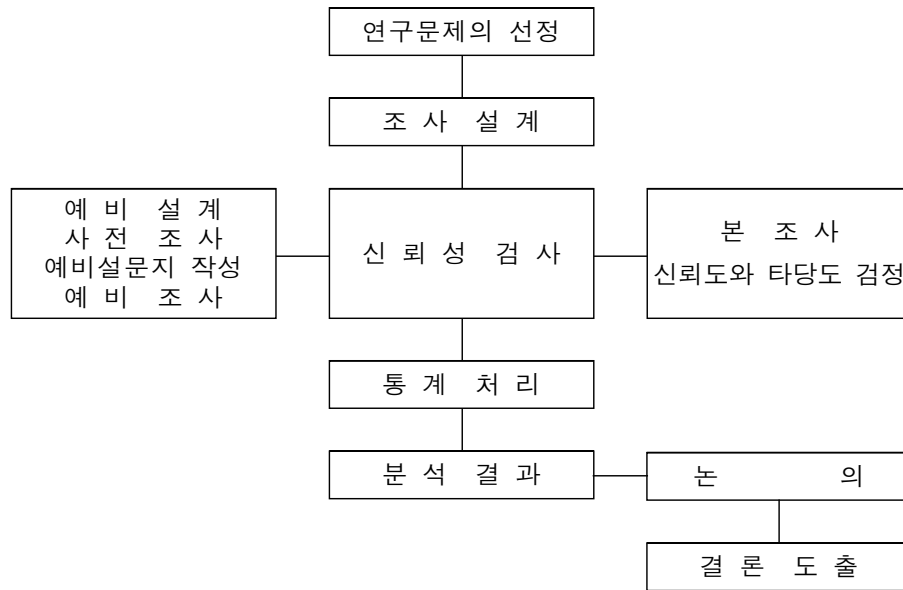 연구문제의 선정
조 사 설 계
예 비 설 계
사 전 조 사
예비설문지 작성
예 비 조 사
신 뢰 성 검 사
본 조 사
신뢰도와 타당도 검정
통 계 처 리
분 석 결 과
논 의
결 론 도 출